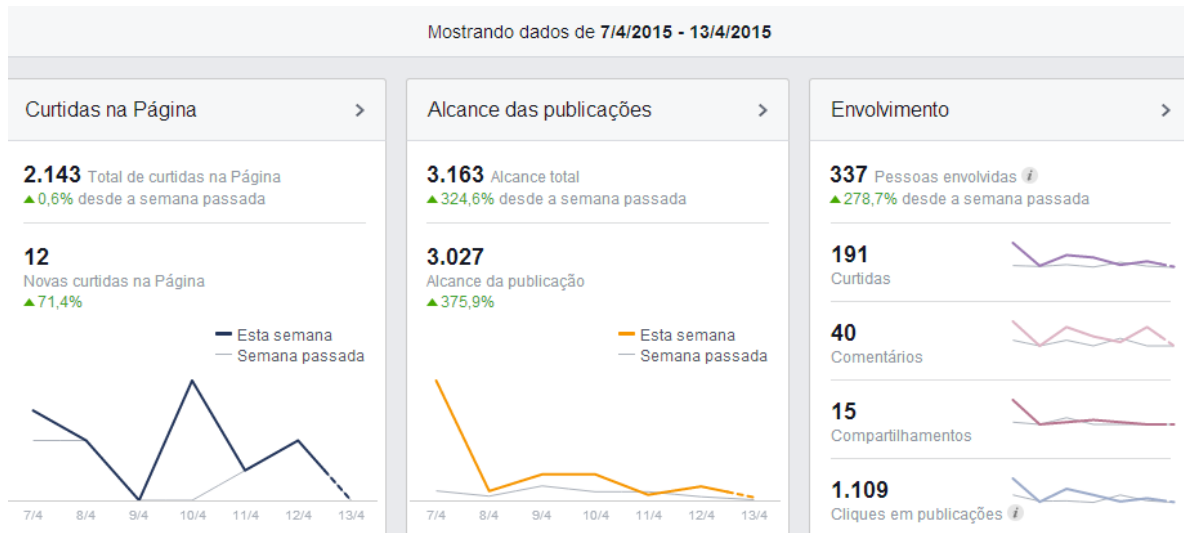 Mostrando dados de 7/4/2015 - 13/4/2015
Curtidas na Página
2.143 Total de curtidas na Página
0,6% desde a semana passada
12
Novas curtidas na Página
71,4%
Esta semana
Semana passada
7/4 8/4 9/4 10/4 11/4 12/4 13/4
Alcance das publicações
3.163 Alcance total
324,6% desde a semana passada
3.027
Alcance da publicação
375,9%
Esta semana
Semana passada
7/4 8/4 9/4 10/4 11/4 12/4 13/4
Envolvimento
337 Pessoas envolvidas i
278,7% desde a semana passada
191
Curtidas
40
Comentários
15
Compartilhamentos
1.109
Cliques em publicações i